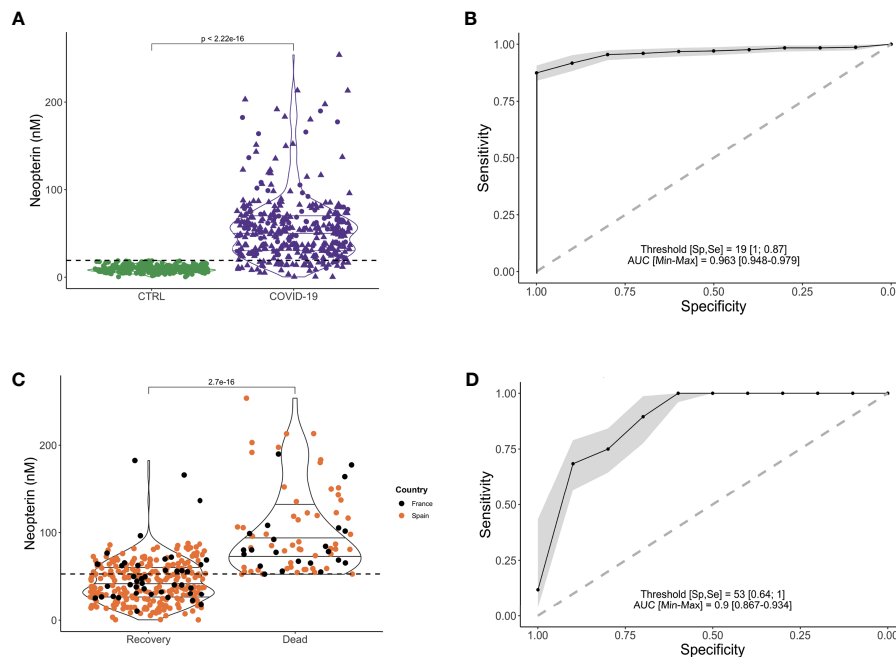 A
p < 2.22e-16
200
100
0
Neopterin (nM)
CTRL
COVID-19
B
1.00
0.75
0.50
0.25
0.00
Sensitivity
Threshold [Sp,Se] = 19 [1; 0.87]
AUC [Min-Max] = 0.963 [0.948-0.979]
1.00
0.75
0.50
0.25
0.0
Specificity
C
2.7e-16
200
100
0
Neopterin (nM)
Recovery
Dead
Country
France
Spain
D
1.00
0.75
0.50
0.25
0.00
Sensitivity
Threshold [Sp,Se] = 53 [0.64; 1]
AUC [Min-Max] = 0.9 [0.867-0.934]
1.00
0.75
0.50
0.25
0.00
Specificity